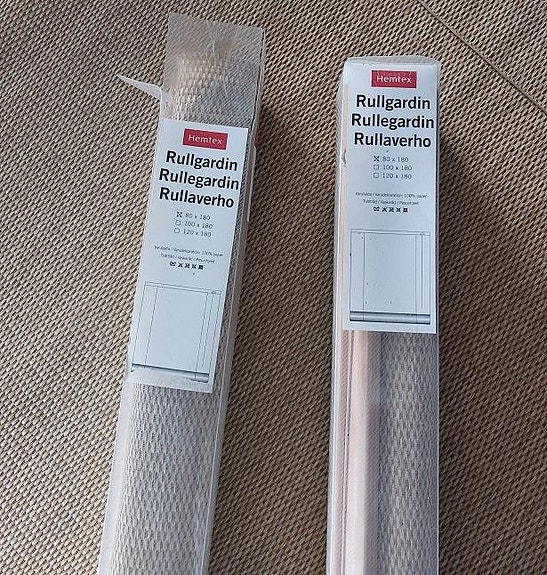 Hemtex
Rullgardin
Rullegardin
Rullaverho
80 x 180
100 x 180
120 x 180
Hemtex
Rullgardin
Rullegardin
Rullaverho
80 x 180
100 x 180
120 x 180